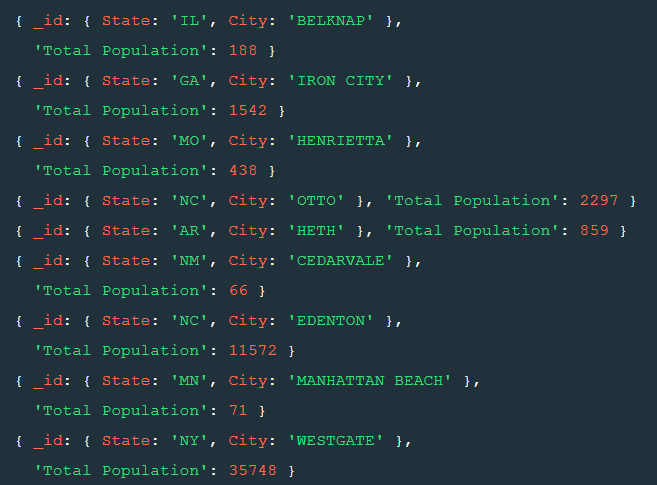 { _id: { State: 'IL', City: 'BELKNAP' },
'Total Population': 188 }
{ _id: { State: 'GA', City: 'IRON CITY' },
'Total Population': 1542 }
{ _id: { State: 'MO', City: 'HENRIETTA' },
'Total Population': 438 }
{ _id: { State: 'NC', City: 'OTTO' }, 'Total Population': 2297 }
{ _id: { State: 'AR', City: 'HETH' }, 'Total Population': 859 }
{ _id: { State: 'NM', City: 'CEDARVALE' },
'Total Population': 66 }
{ _id: { State: 'NC', City: 'EDENTON' },
'Total Population': 11572 }
{ _id: { State: 'MN', City: 'MANHATTAN BEACH' },
'Total Population': 71 }
{ _id: { State: 'NY', City: 'WESTGATE' },
'Total Population': 35748 }